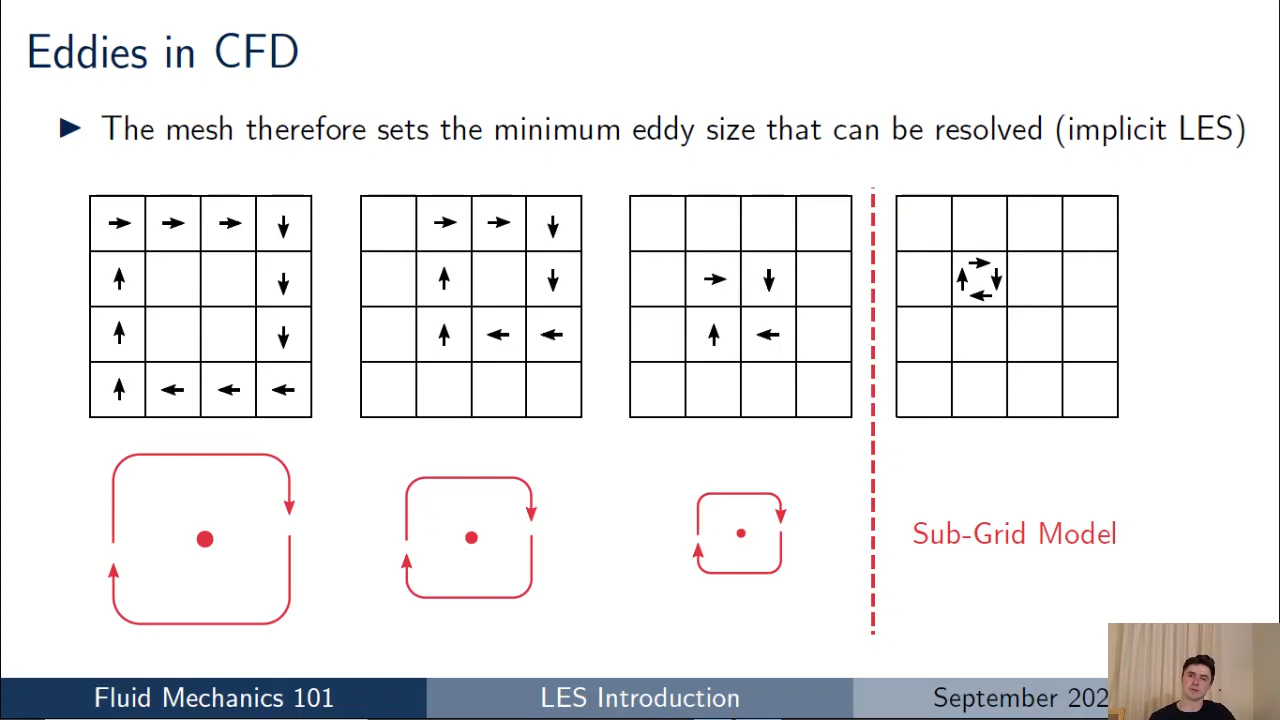 Eddies in CFD
The mesh therefore sets the minimum eddy size that can be resolved (implicit LES)
Sub-Grid Model
Fluid Mechanics 101
LES Introduction
September 202